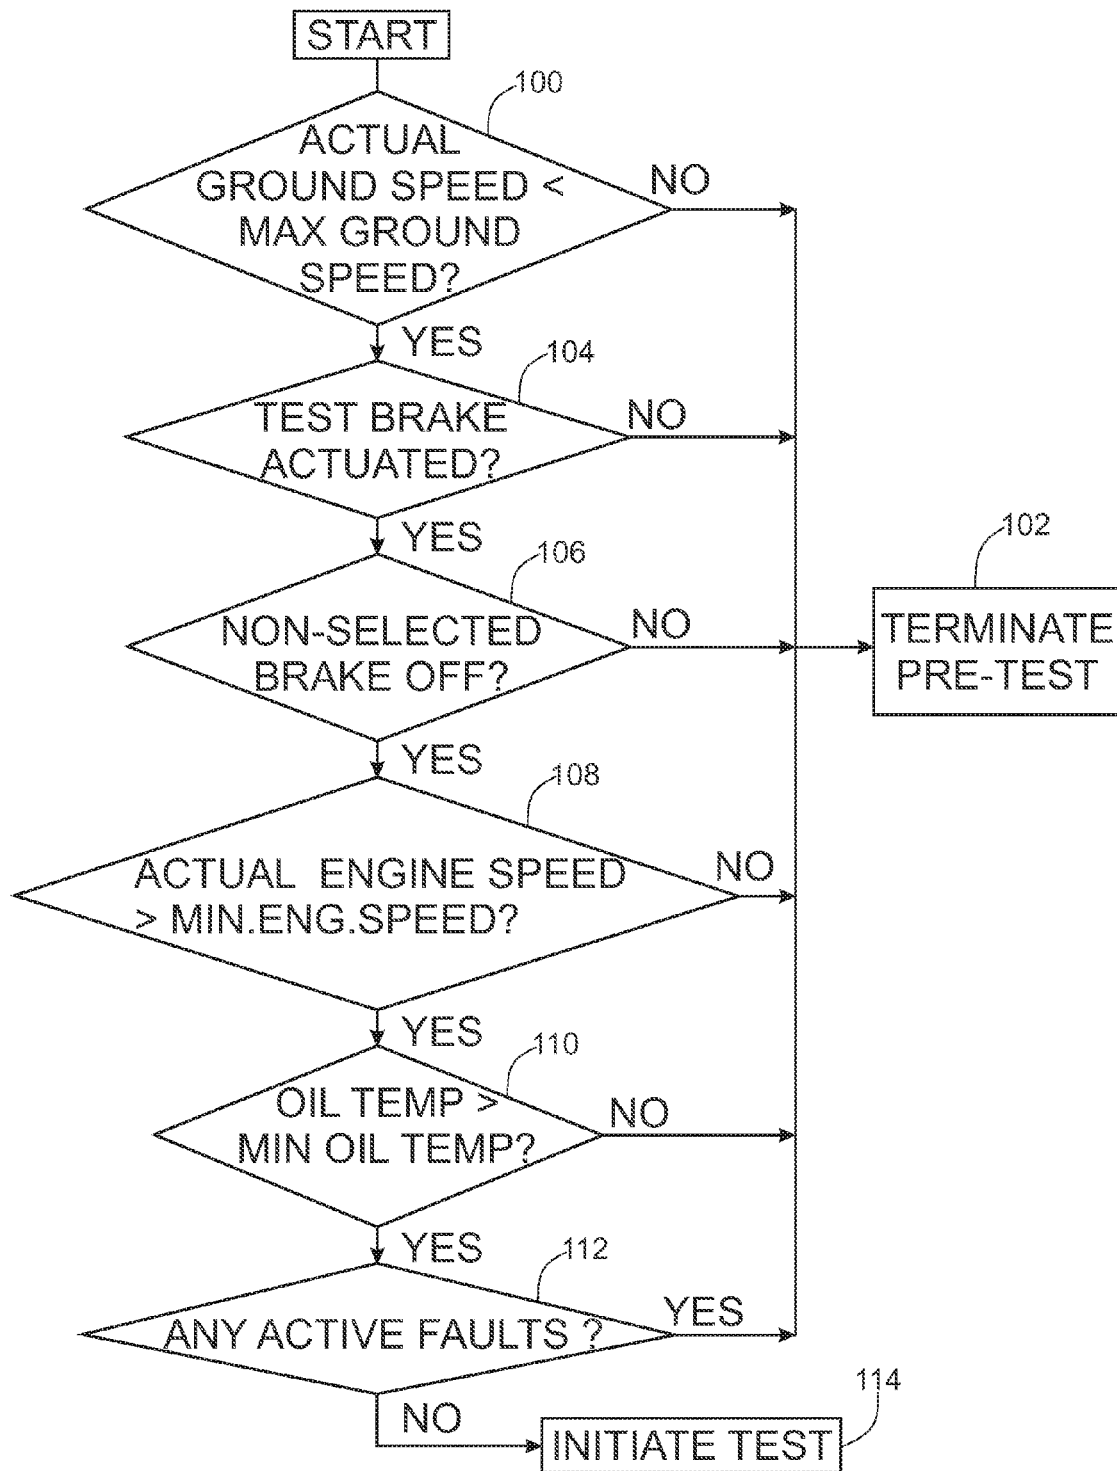 START
100
ACTUAL
GROUND SPEED <
MAX GROUND
SPEED?
NO
YES
104
TEST BRAKE
ACTUATED?
NO
YES
106
NON-SELECTED
BRAKE OFF?
NO
102
TERMINATE
PRE-TEST
YES
108
ACTUAL ENGINE SPEED
> MIN.ENG.SPEED?
NO
YES
110
OIL TEMP >
MIN OIL TEMP?
NO
YES
112
ANY ACTIVE FAULTS ?
YES
NO
114
INITIATE TEST